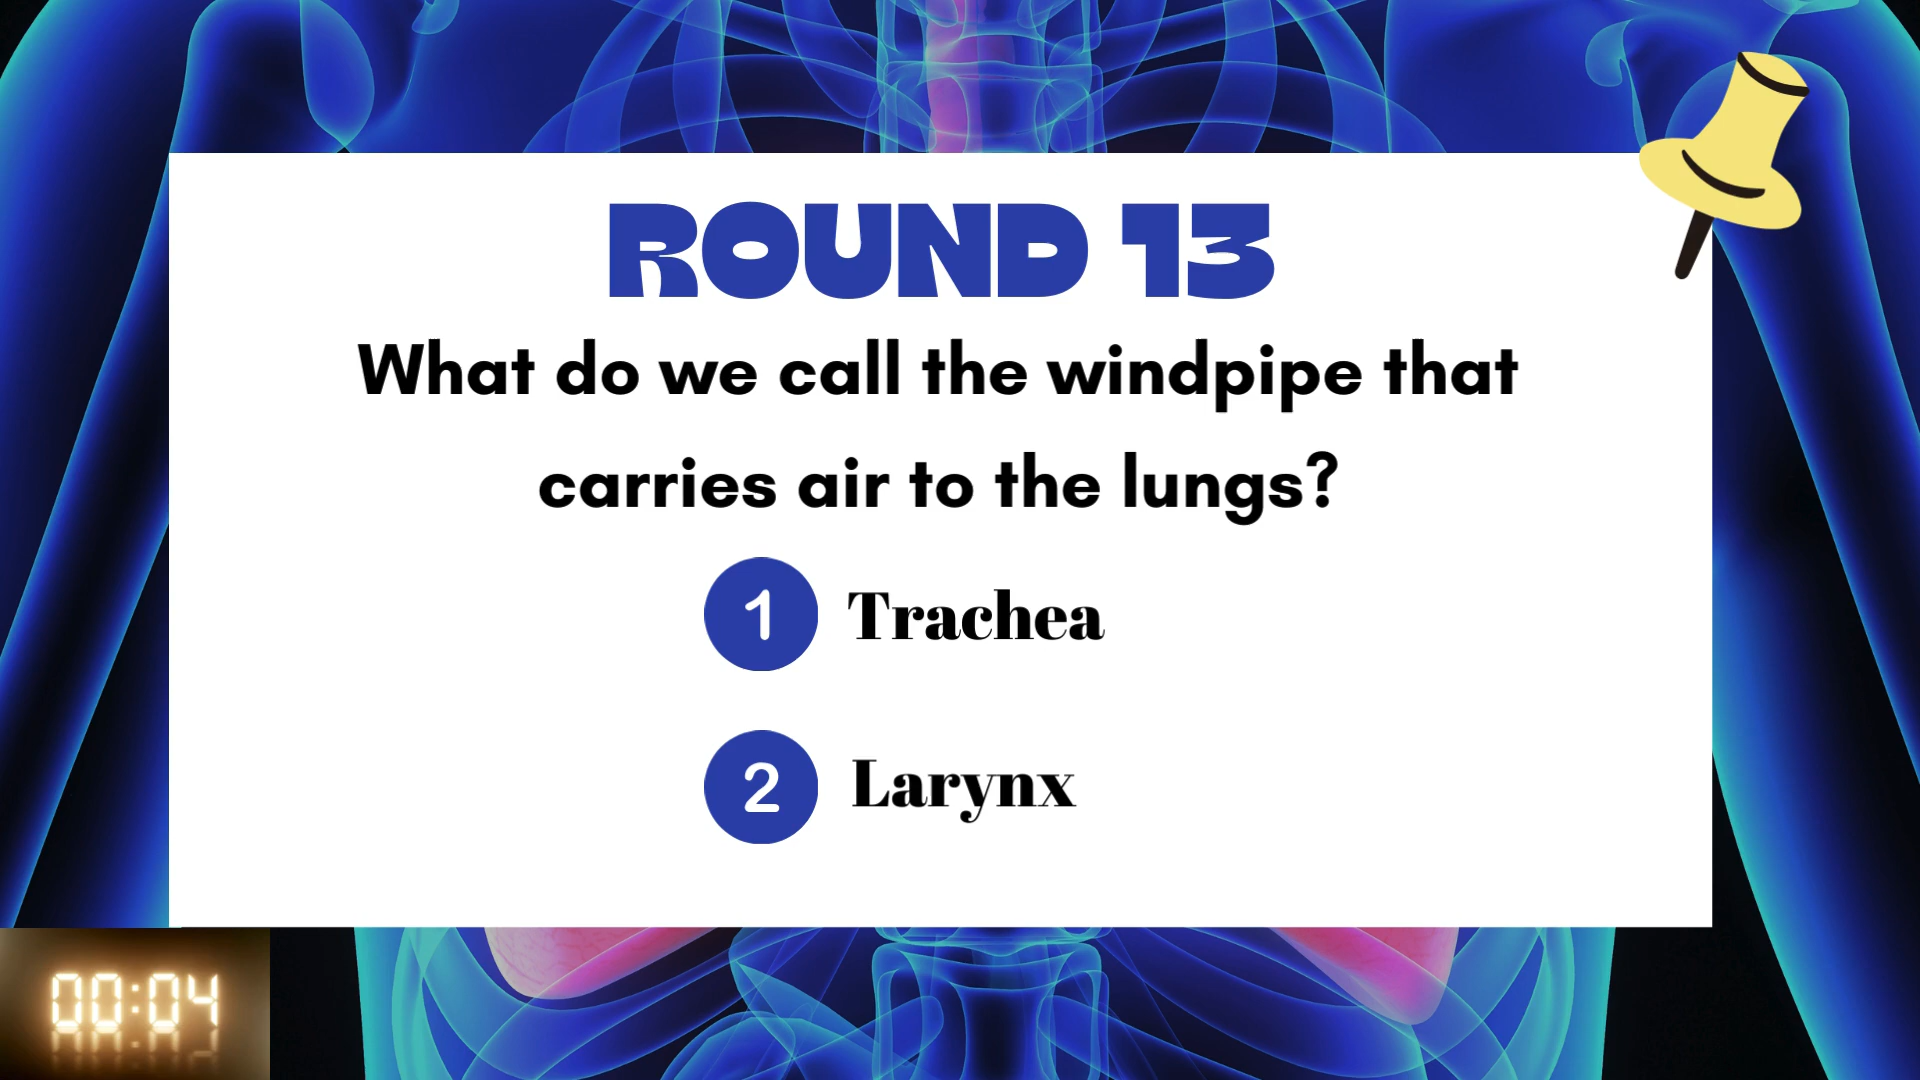 ROUND 13
What do we call the windpipe that
carries air to the lungs?
1 Trachea
2 Larynx
00:04